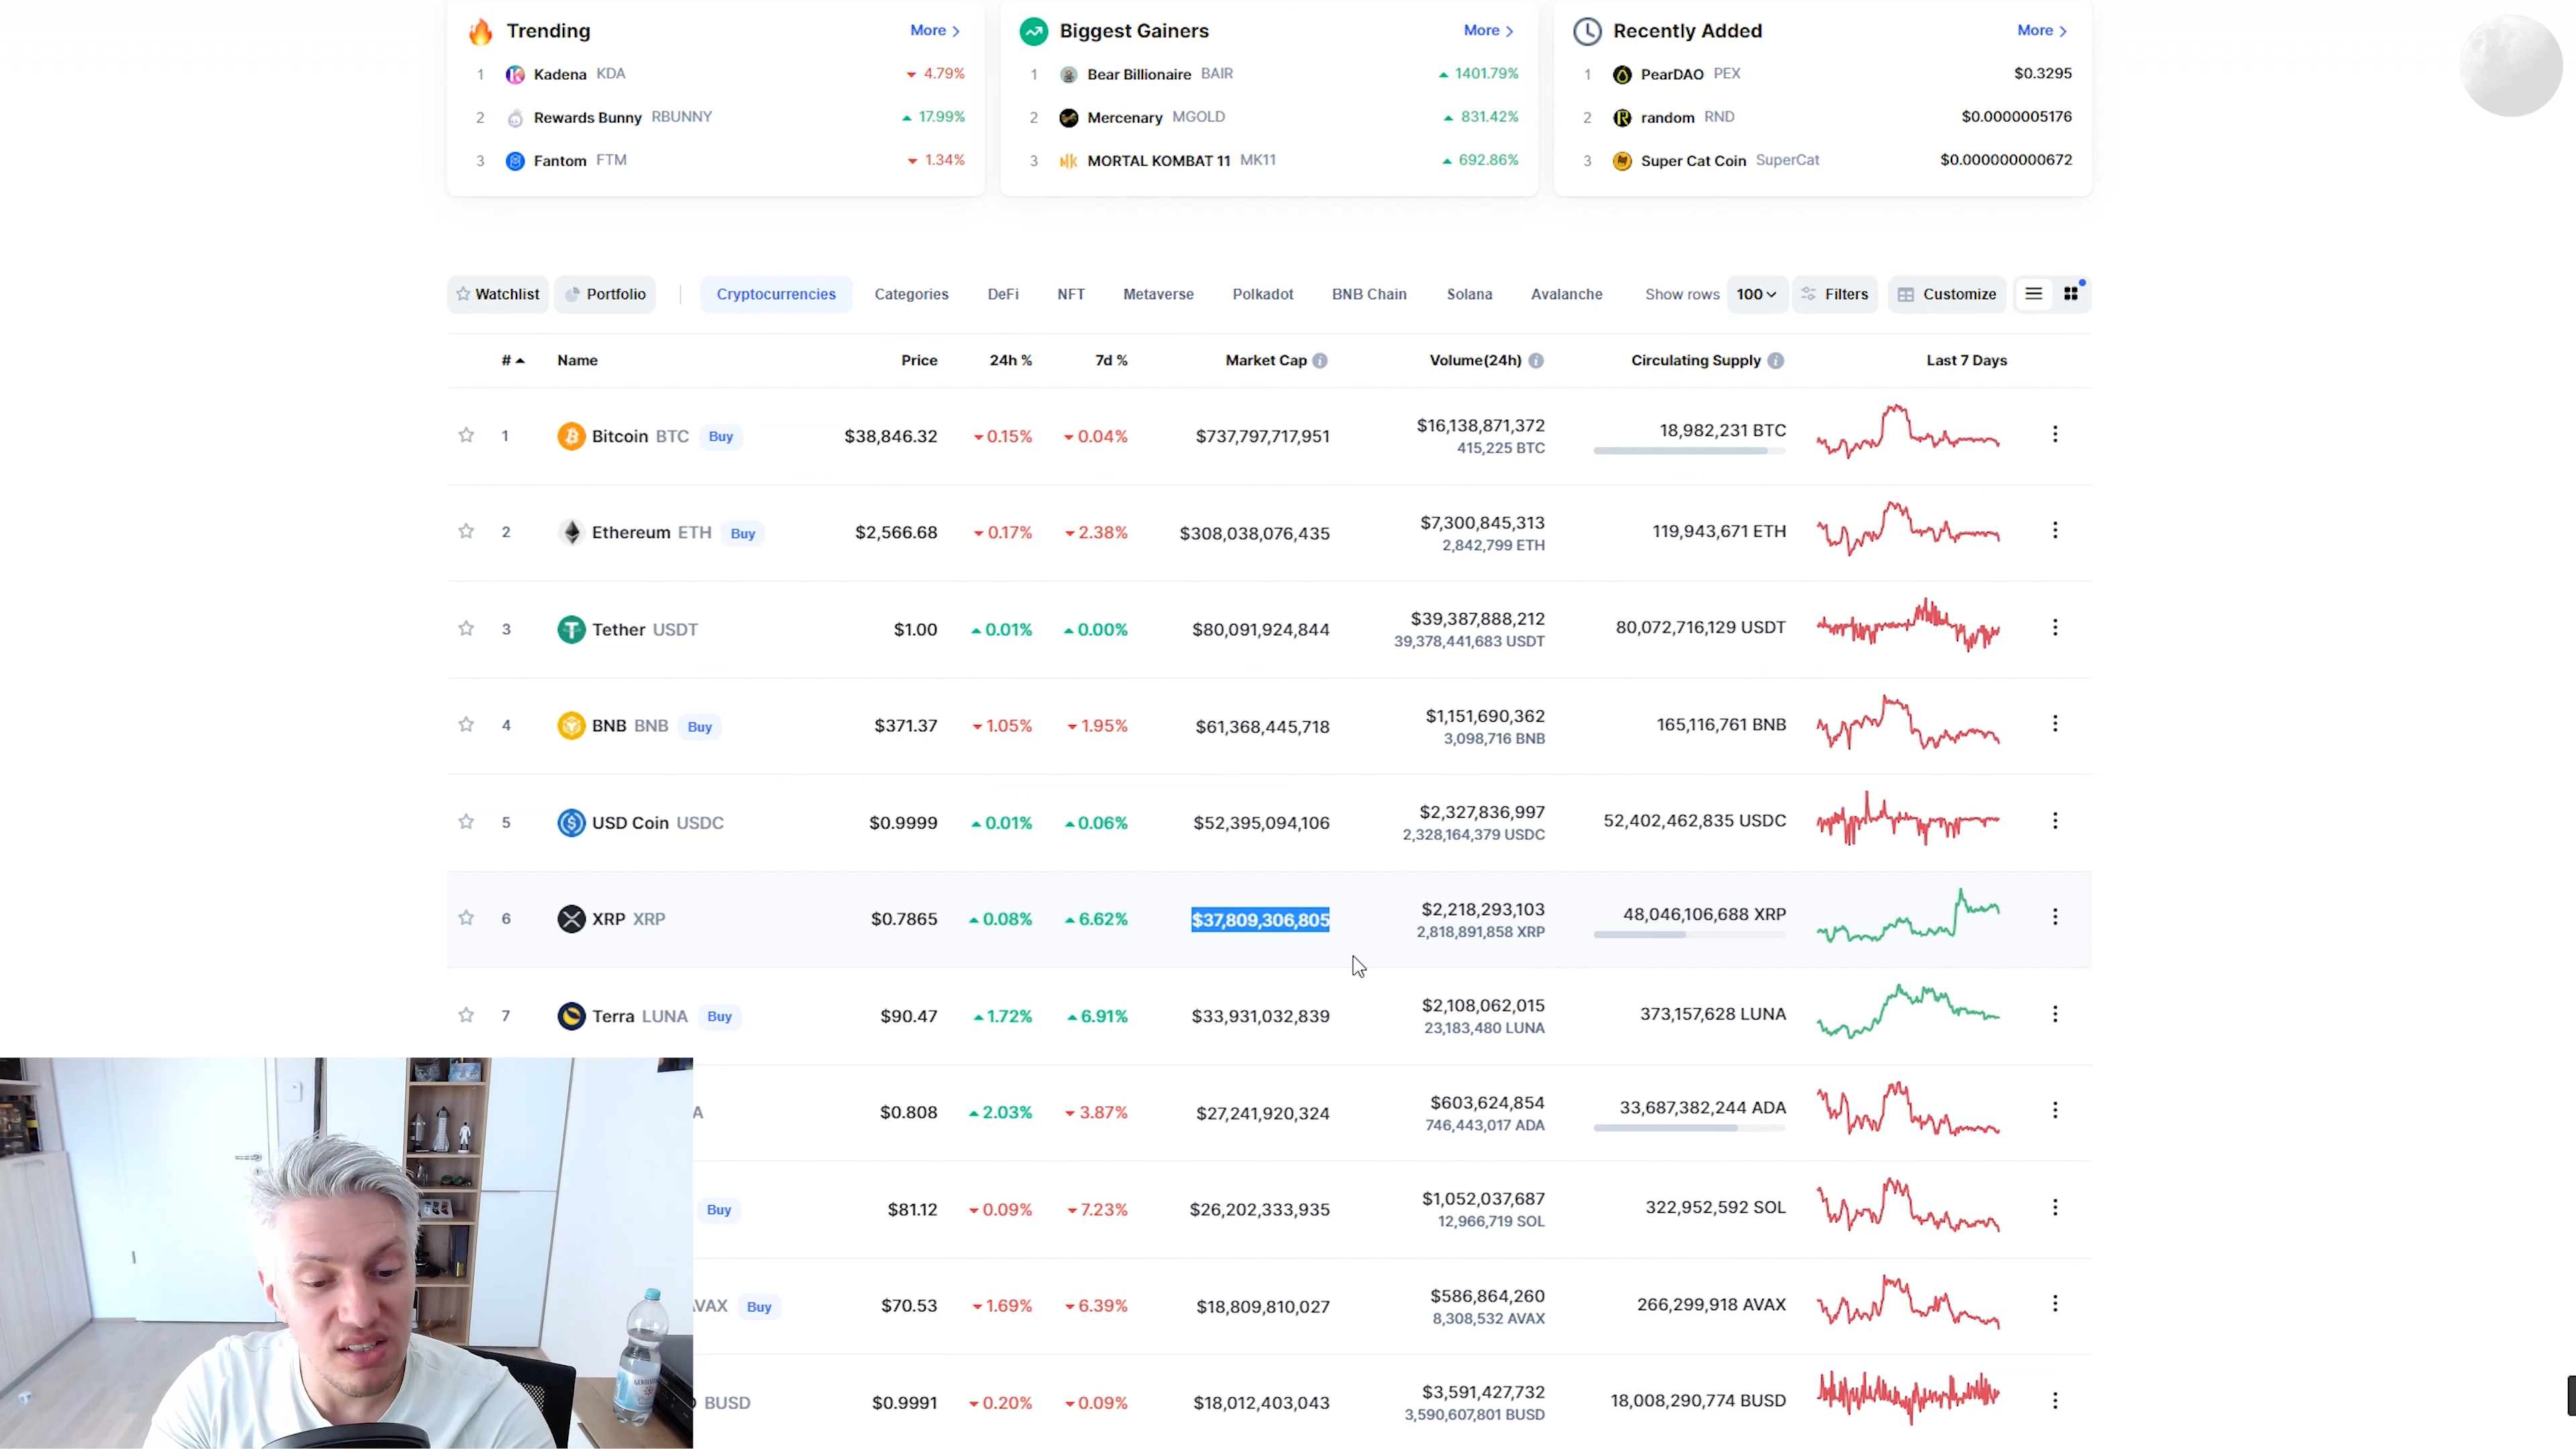 Trending More
1 Kadena KDA 4.79%
2 Rewards Bunny RBUNNY 17.99%
3 Fantom FTM 1.34%
Biggest Gainers More
1 Bear Billionaire BAIR 1401.79%
2 Mercenary MGOLD 831.42%
3 MORTAL KOMBAT 11 MK11 692.86%
Recently Added More
1 PearDAO PEX $0.3295
2 random RND $0.0000005176
3 Super Cat Coin SuperCat $0.000000000672
Watchlist Portfolio Cryptocurrencies Categories DeFi NFT Metaverse Polkadot BNB Chain Solana Avalanche Show rows 100 Filters Customize
# Name Price 24h % 7d % Market Cap Volume(24h) Circulating Supply Last 7 Days
1 Bitcoin BTC Buy $38,846.32 0.15% 0.04% $737,797,717,951 $16,138,871,372 18,982,231 BTC
415,225 BTC
2 Ethereum ETH Buy $2,566.68 0.17% 2.38% $308,038,076,435 $7,300,845,313 119,943,671 ETH
2,842,799 ETH
3 Tether USDT $1.00 0.01% 0.00% $80,091,924,844 $39,387,888,212 80,072,716,129 USDT
39,378,441,683 USDT
4 BNB BNB Buy $371.37 1.05% 1.95% $61,368,445,718 $1,151,690,362 165,116,761 BNB
3,098,716 BNB
5 USD Coin USDC $0.9999 0.01% 0.06% $52,395,094,106 $2,327,836,997 52,402,462,835 USDC
2,328,164,379 USDC
6 XRP XRP $0.7865 0.08% 6.62% $37,809,306,805 $2,218,293,103 48,046,106,688 XRP
2,818,891,858 XRP
7 Terra LUNA Buy $90.47 1.72% 6.91% $33,931,032,839 $2,108,062,015 373,157,628 LUNA
23,183,480 LUNA
A $0.808 2.03% 3.87% $27,241,920,324 $603,624,854 33,687,382,244 ADA
746,443,017 ADA
Buy $81.12 0.09% 7.23% $26,202,333,935 $1,052,037,687 322,952,592 SOL
12,966,719 SOL
VAX Buy $70.53 1.69% 6.39% $18,809,810,027 $586,864,260 266,299,918 AVAX
8,308,532 AVAX
BUSD $0.9991 0.20% 0.09% $18,012,403,043 $3,591,427,732 18,008,290,774 BUSD
3,590,607,801 BUSD